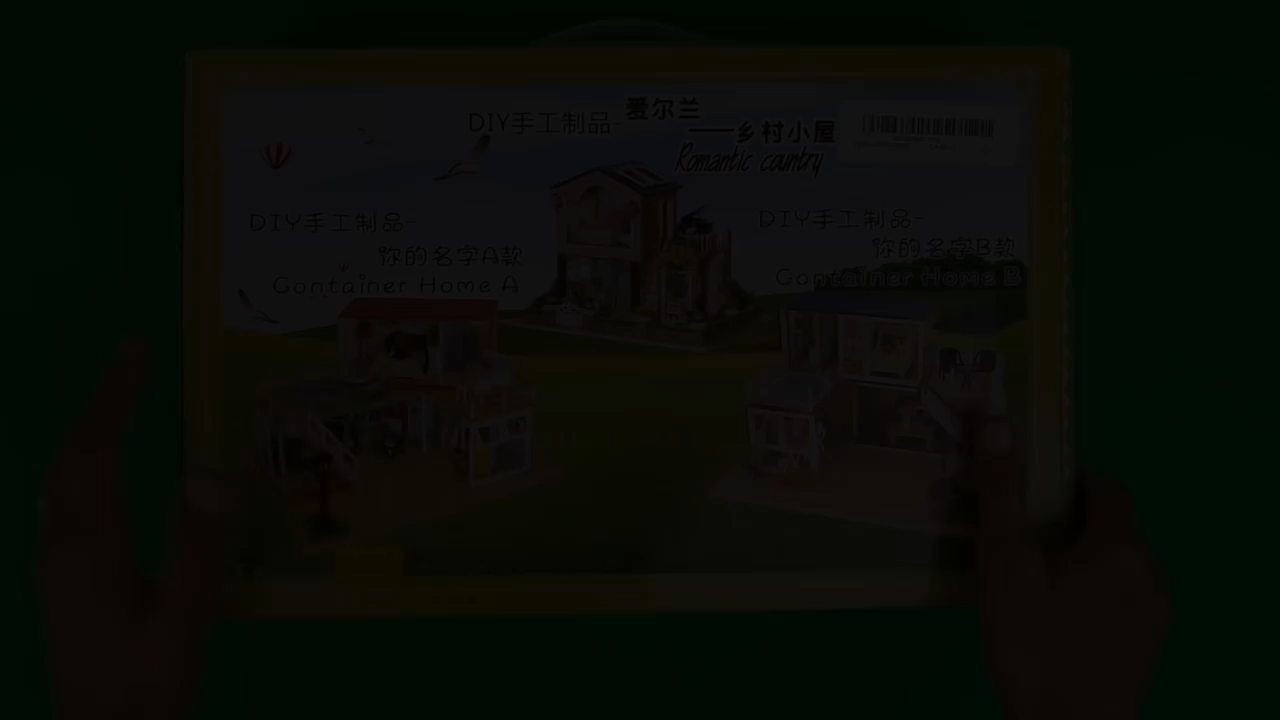 DIY手工制品-爱尔兰
——乡村小屋
Romantic country
DIY手工制品-
你的名字A款
Container Home A
DIY手工制品-
你的名字B款
Container Home B